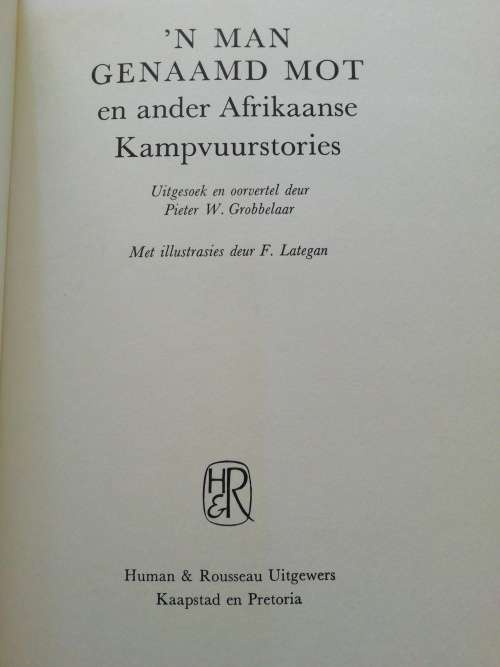 'N MAN
GENAAMD MOT
en ander Afrikaanse
Kampvuurstories
Uitgesoek en oorvertel deur
Pieter W. Grobbelaar
Met illustrasies deur F. Lategan
H
&R
Human & Rousseau Uitgewers
Kaapstad en Pretoria